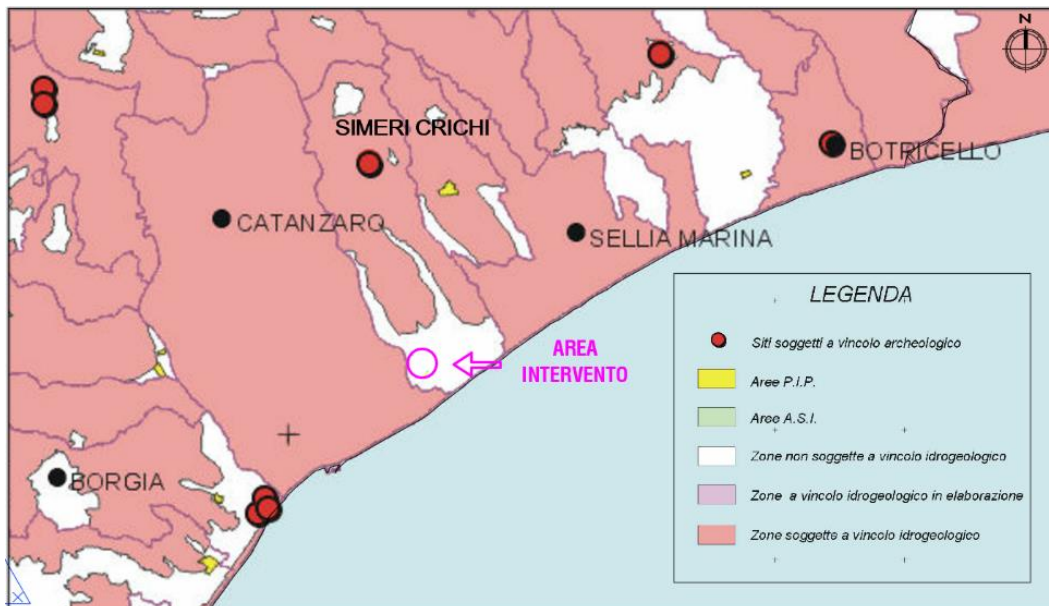 N
SIMERI CRICHI
BOTRICELLO
CATANZARO
SELLIA MARINA
AREA
INTERVENTO
BORGIA
LEGENDA
Siti soggetti a vincolo archeologico
Aree P.I.P.
Aree A.S.I.
Zone non soggette a vincolo idrogeologico
Zone a vincolo idrogeologico in elaborazione
Zone soggette a vincolo idrogeologico
X